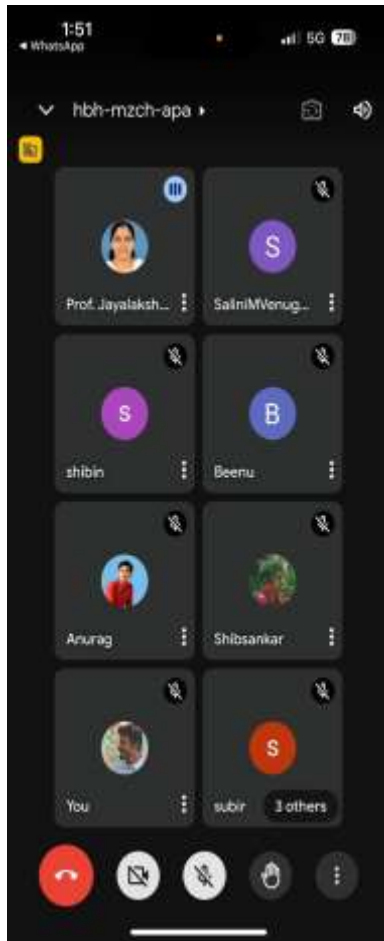 1:51
5G 78
◀ WhatsApp
hbh-mzch-apa
Prof. Jayalaksh...
S
SaliniMVenug...
S
shibin
B
Beenu
Anurag
Shibsankar
You
S
subir
3 others